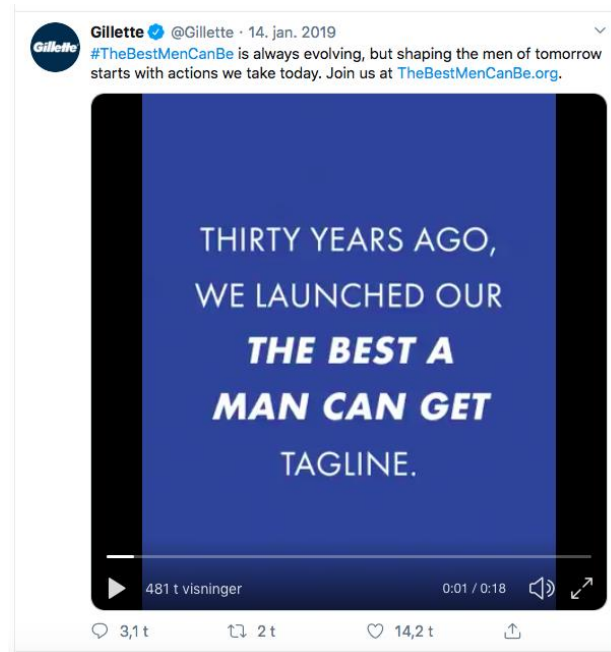 Gillette @Gillette · 14. jan. 2019
Gillette
#TheBestMenCanBe is always evolving, but shaping the men of tomorrow
starts with actions we take today. Join us at TheBestMenCanBe.org.
THIRTY YEARS AGO,
WE LAUNCHED OUR
THE BEST A
MAN CAN GET
TAGLINE.
481 t visninger 0:01 / 0:18
3,1 t 2 t 14,2 t